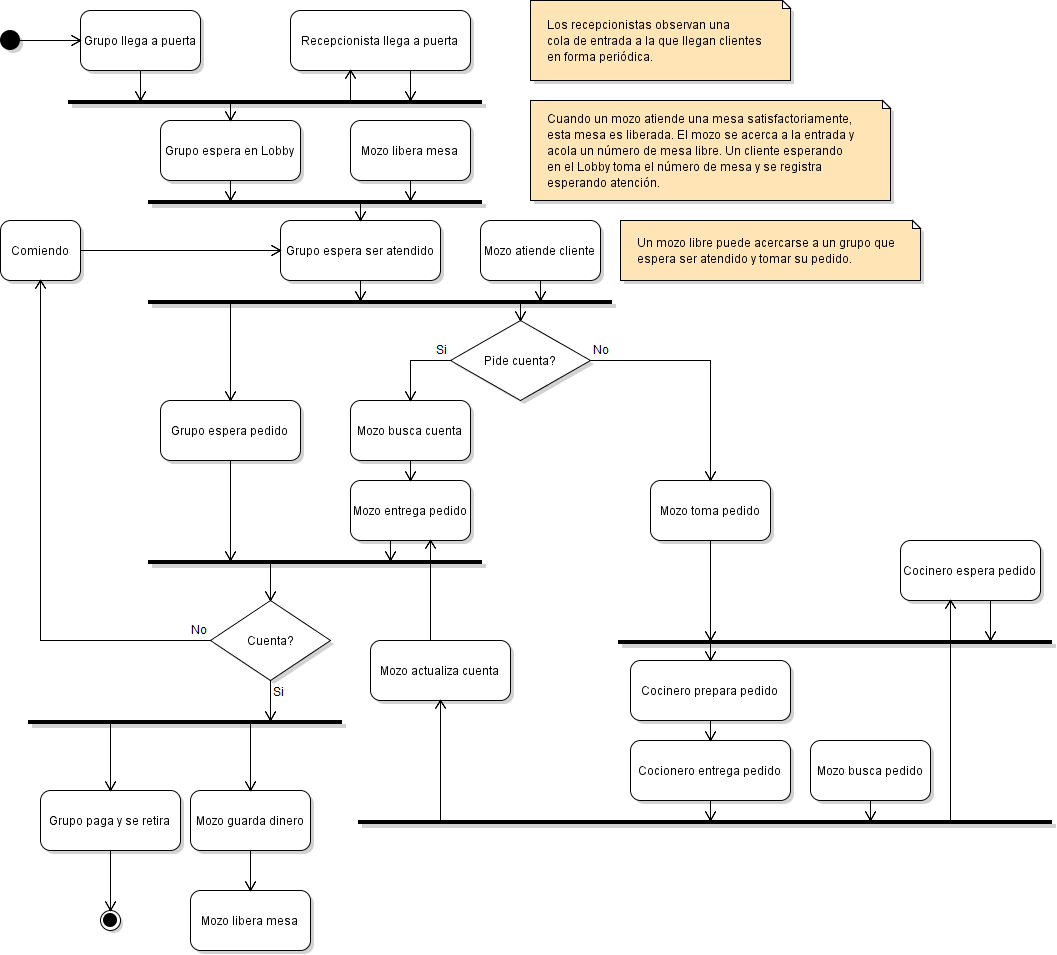 Grupo llega a puerta
Recepcionista llega a puerta
Los recepcionistas observan una
cola de entrada a la que llegan clientes
en forma periódica.
Grupo espera en Lobby
Mozo libera mesa
Cuando un mozo atiende una mesa satisfactoriamente,
esta mesa es liberada. El mozo se acerca a la entrada y
acola un número de mesa libre. Un cliente esperando
en el Lobby toma el número de mesa y se registra
esperando atención.
Comiendo
Grupo espera ser atendido
Mozo atiende cliente
Un mozo libre puede acercarse a un grupo que
espera ser atendido y tomar su pedido.
Si
Pide cuenta?
No
Grupo espera pedido
Mozo busca cuenta
Mozo entrega pedido
Mozo toma pedido
Cocinero espera pedido
No
Cuenta?
Si
Mozo actualiza cuenta
Cocinero prepara pedido
Cocionero entrega pedido
Mozo busca pedido
Grupo paga y se retira
Mozo guarda dinero
Mozo libera mesa